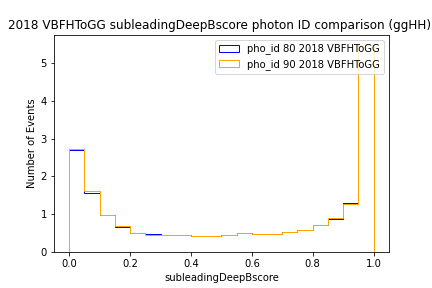 2018 VBFHToGG subleadingDeepBscore photon ID comparison (ggHH)
pho_id 80 2018 VBFHToGG
pho_id 90 2018 VBFHToGG
Number of Events
5
4
3
2
1
0
0.0 0.2 0.4 0.6 0.8 1.0
subleadingDeepBscore